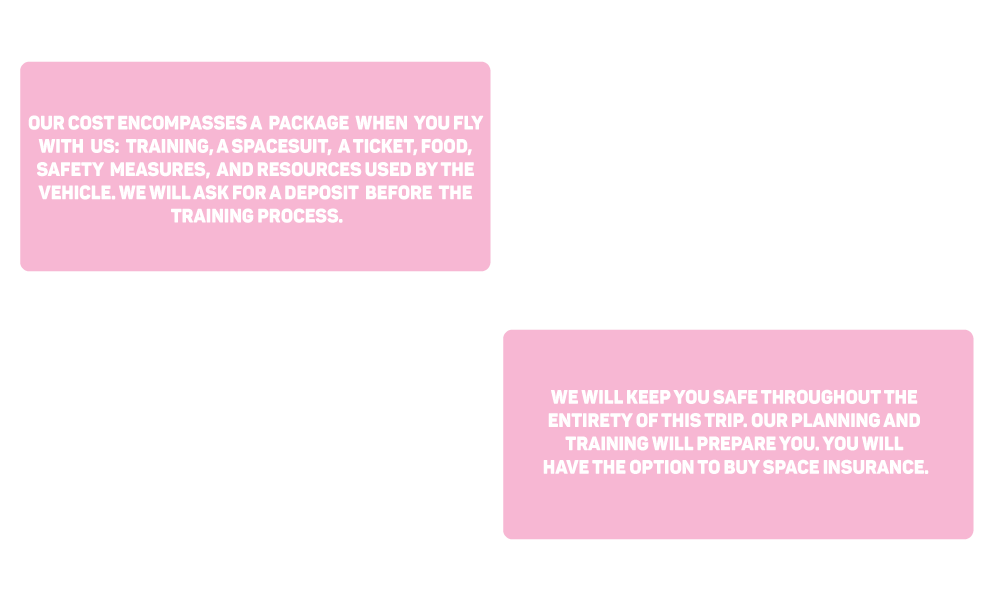 OUR COST ENCOMPASSES A PACKAGE WHEN YOU FLY
WITH US: TRAINING, A SPACESUIT, A TICKET, FOOD,
SAFETY MEASURES, AND RESOURCES USED BY THE
VEHICLE. WE WILL ASK FOR A DEPOSIT BEFORE THE
TRAINING PROCESS.
WE WILL KEEP YOU SAFE THROUGHOUT THE
ENTIRETY OF THIS TRIP. OUR PLANNING AND
TRAINING WILL PREPARE YOU. YOU WILL
HAVE THE OPTION TO BUY SPACE INSURANCE.